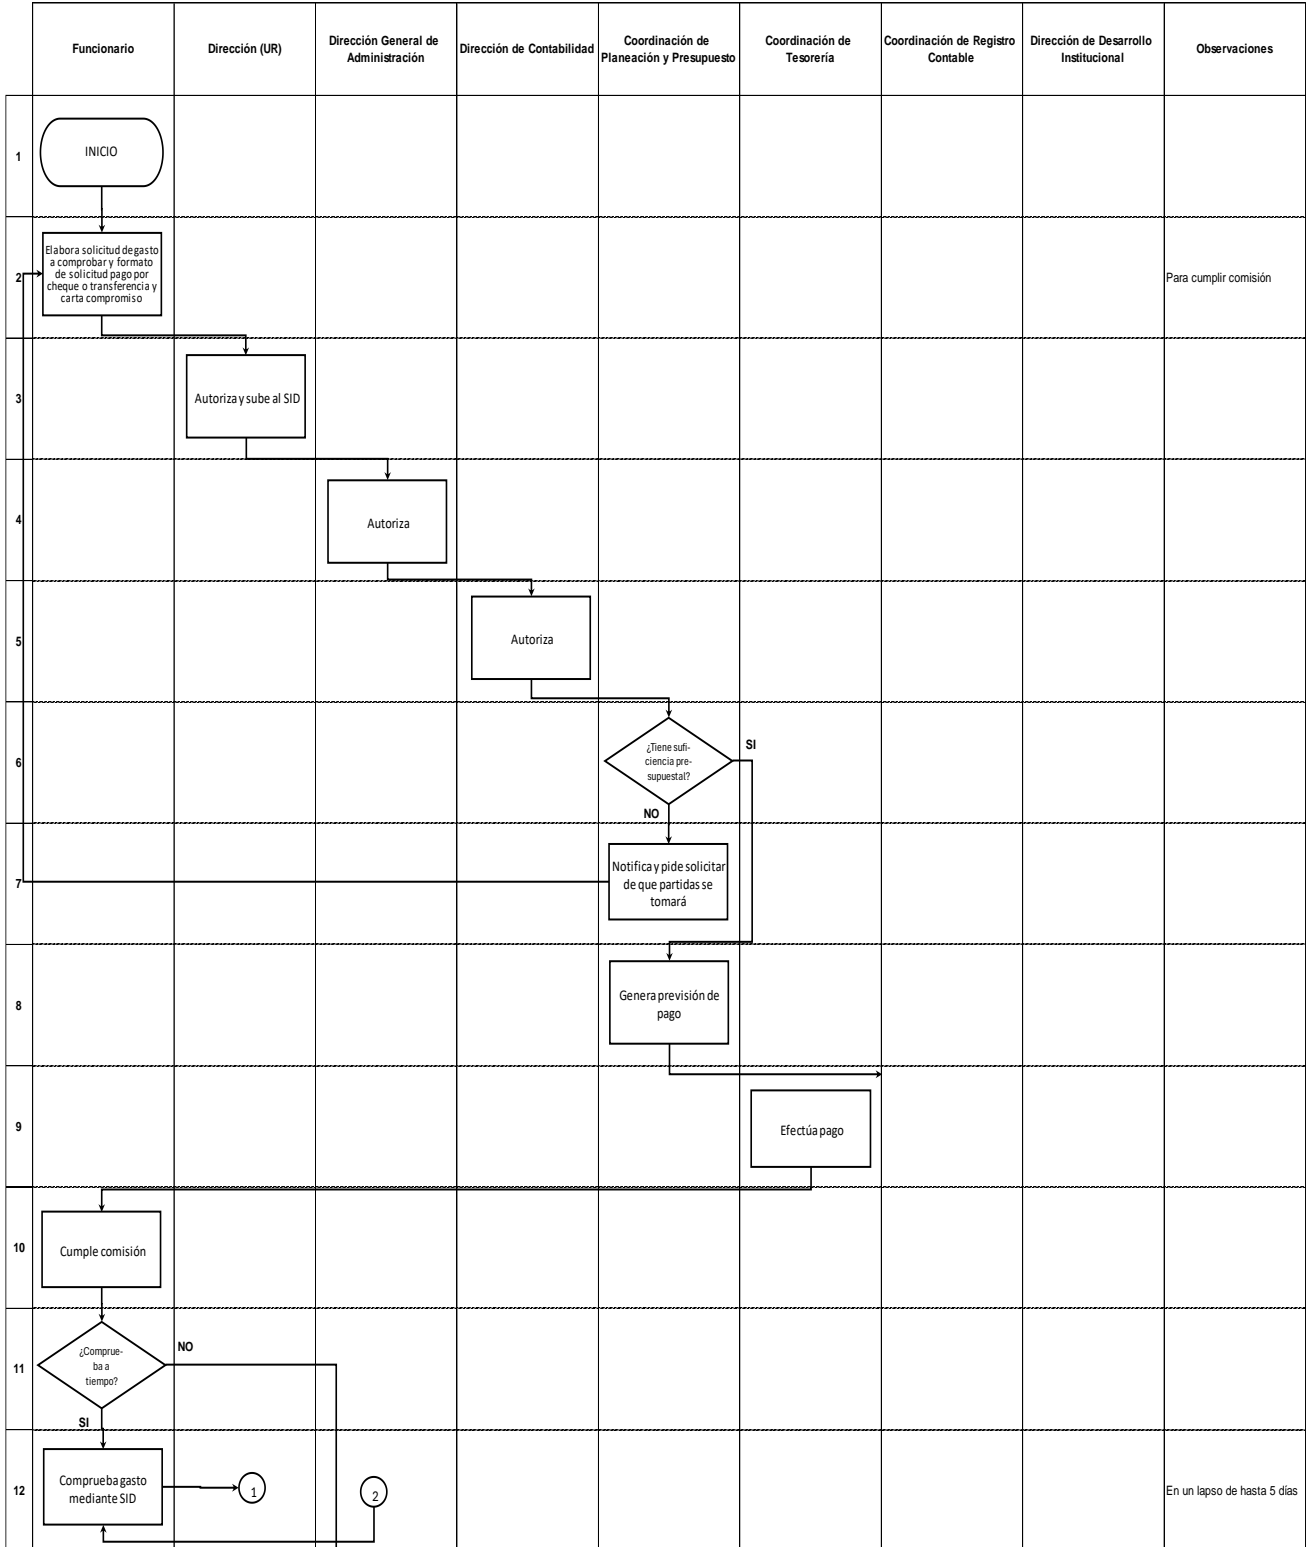 Funcionario
Dirección (UR)
Dirección General de
Administración
Dirección de Contabilidad
Coordinación de
Planeación y Presupuesto
Coordinación de
Tesorería
Coordinación de Registro
Contable
Dirección de Desarrollo
Institucional
Observaciones
1
INICIO
2
Elabora solicitud de gasto
a comprobar y formato
de solicitud pago por
cheque o transferencia y
carta compromiso
Para cumplir comisión
3
Autoriza y sube al SID
4
Autoriza
5
Autoriza
6
¿Tiene sufi-
ciencia pre-
supuestal?
SI
NO
7
Notifica y pide solicitar
de que partidas se
tomará
8
Genera previsión de
pago
9
Efectúa pago
10
Cumple comisión
11
¿Comprue-
ba a
tiempo?
NO
SI
12
Comprueba gasto
mediante SID
1
2
En un lapso de hasta 5 días